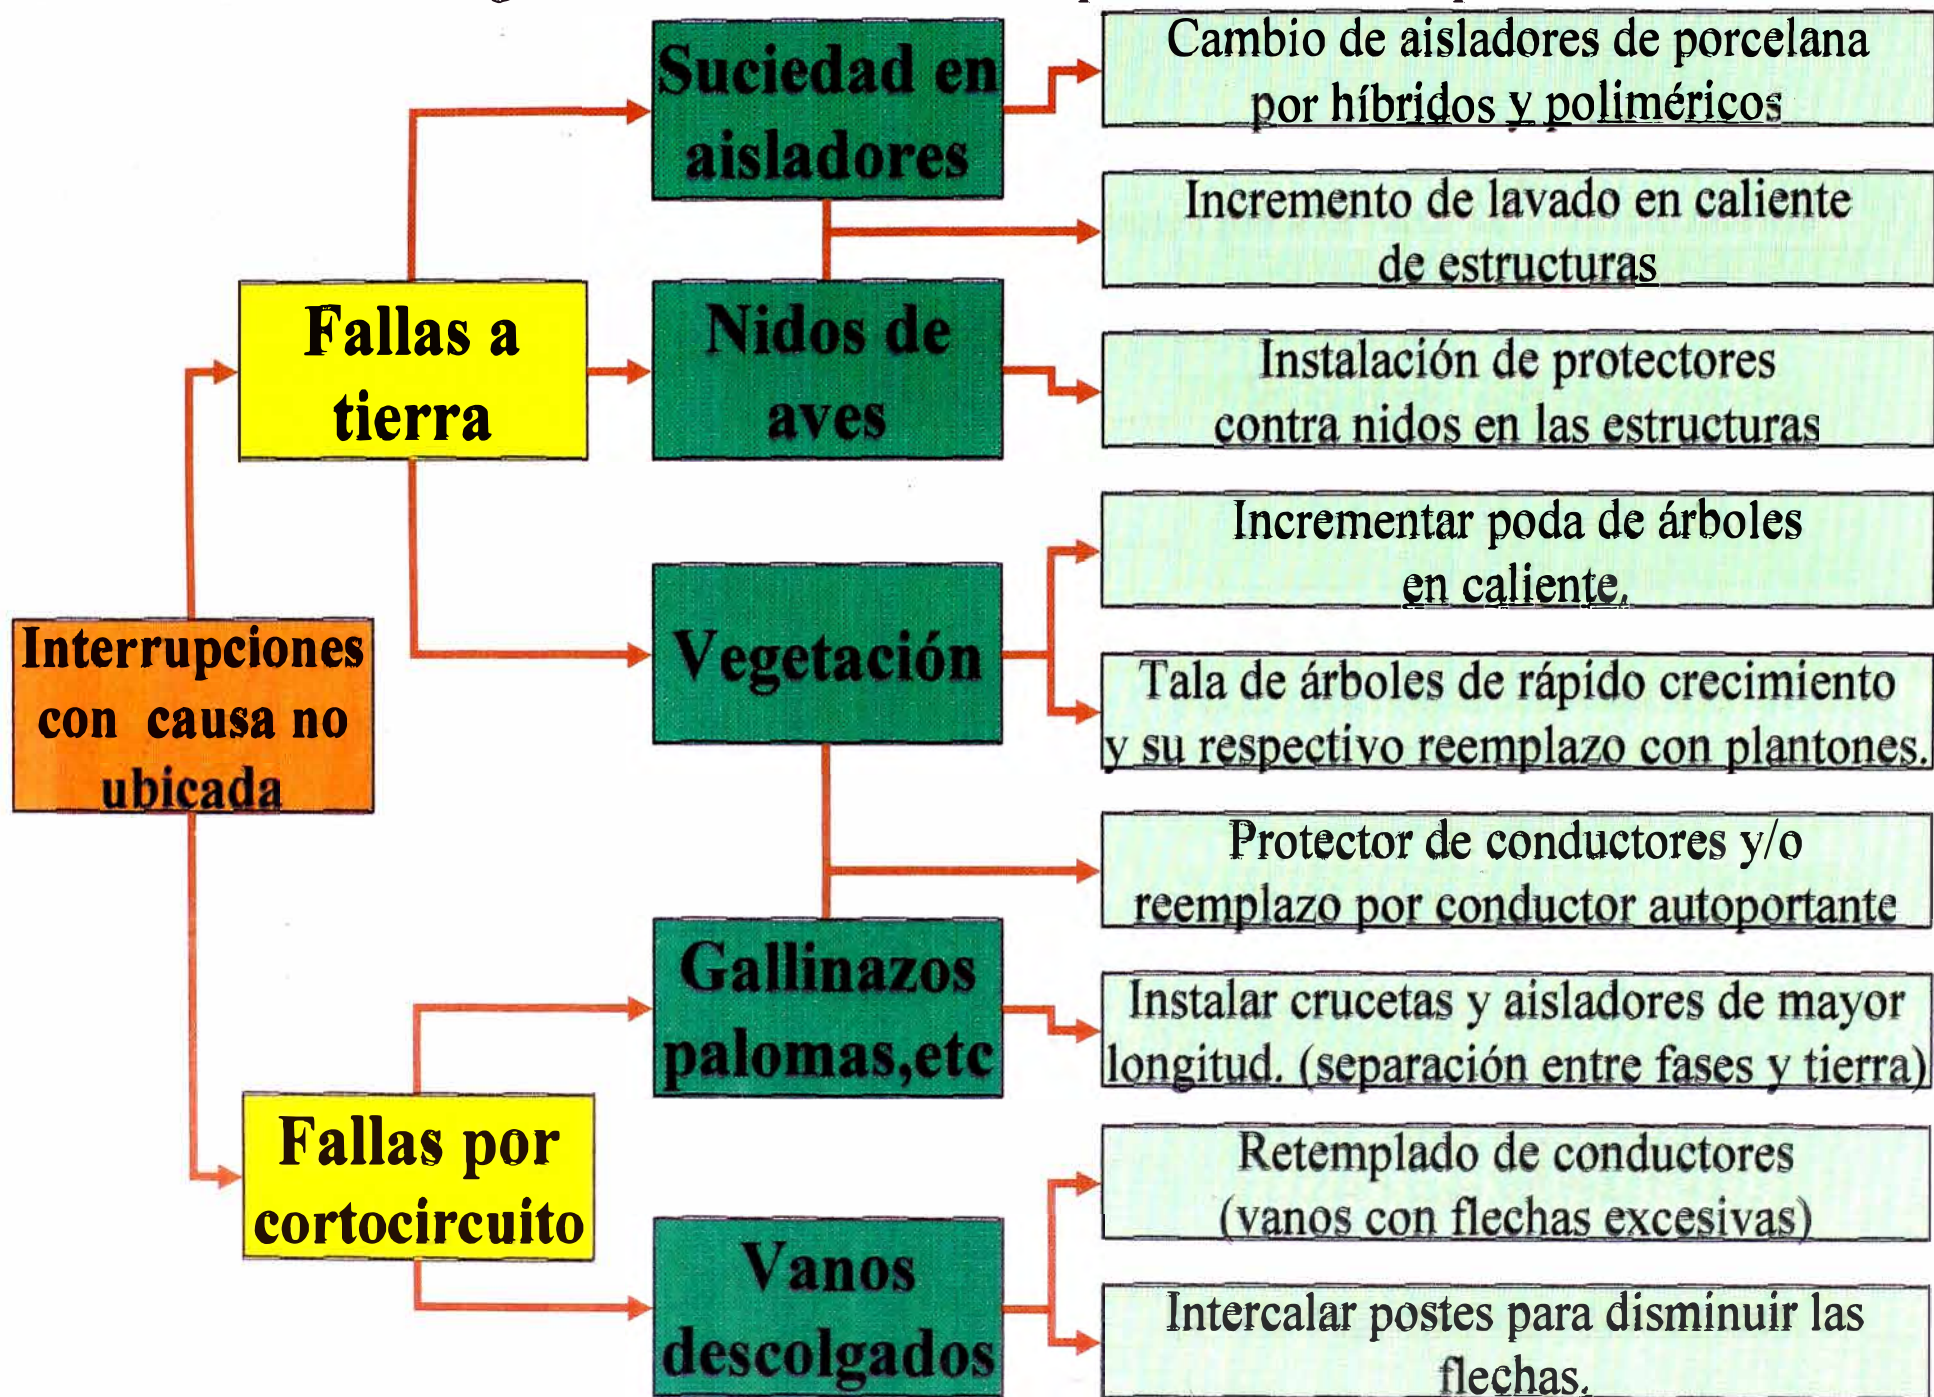 Suciedad en
aisladores
Cambio de aisladores de porcelana
por híbridos y poliméricos
Incremento de lavado en caliente
de estructuras
Fallas a
tierra
Nidos de
aves
Instalación de protectores
contra nidos en las estructuras
Incrementar poda de árboles
en caliente.
Interrupciones
con causa no
ubicada
Vegetación
Tala de árboles de rápido crecimiento
y su respectivo reemplazo con plantones.
Protector de conductores y/o
reemplazo por conductor autoportante
Gallinazos
palomas,etc
Instalar crucetas y aisladores de mayor
longitud. (separación entre fases y tierra)
Fallas por
cortocircuito
Retemplado de conductores
(vanos con flechas excesivas)
Vanos
descolgados
Intercalar postes para disminuir las
flechas.